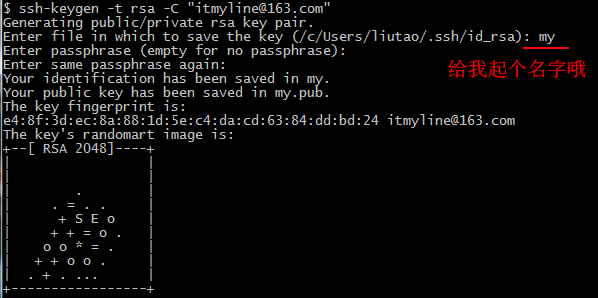 $ ssh-keygen -t rsa -C "itmyline@163.com"
Generating public/private rsa key pair.
Enter file in which to save the key (/c/Users/liutao/.ssh/id_rsa): my
Enter passphrase (empty for no passphrase):
给我起个名字哦
Enter same passphrase again:
Your identification has been saved in my.
Your public key has been saved in my.pub.
The key fingerprint is:
e4:8f:3d:ec:8a:88:1d:5e:c4:da:cd:63:84:dd:bd:24 itmyline@163.com
The key's randomart image is:
+--[ RSA 2048]----+
|                 |
|                 |
|        .        |
|     . = . .     |
|      + S E o    |
|     + + = o .   |
|    o o * = .    |
|   + + o o .     |
|  . + . ...      |
+-----------------+